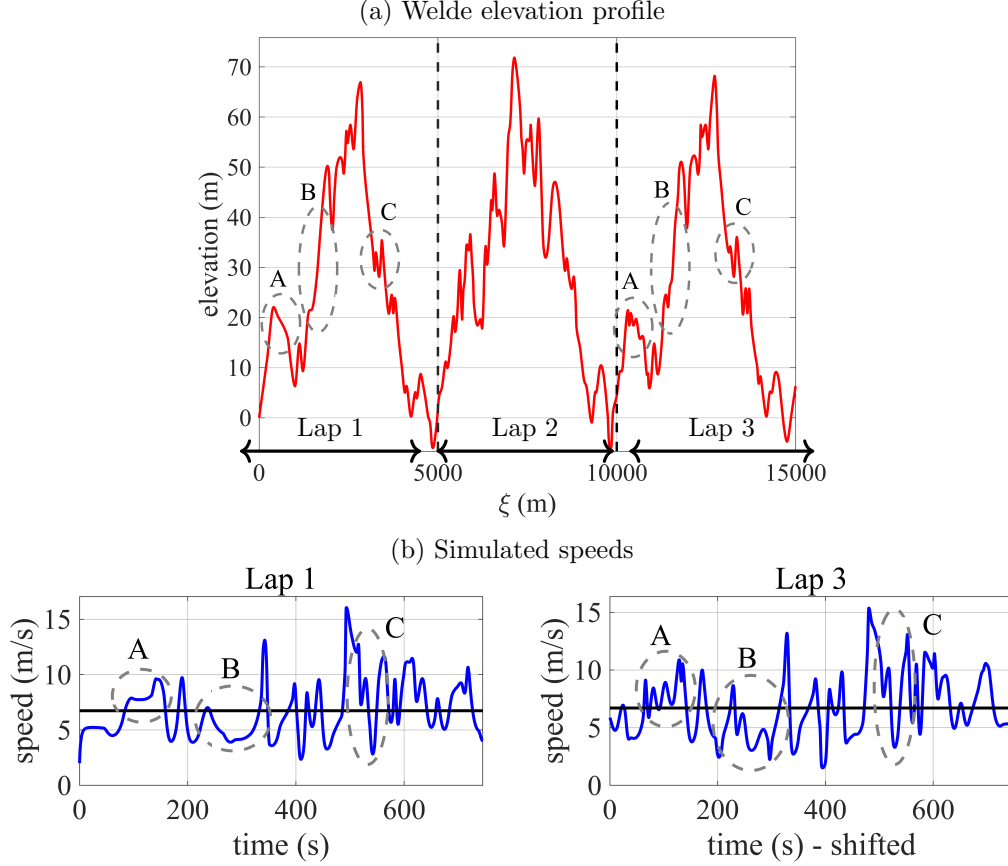 (a) Welde elevation profile
elevation (m)
70
60
50
40
30
20
10
0
A
B
C
A
B
C
Lap 1
Lap 2
Lap 3
0
5000
10000
15000
ξ (m)
(b) Simulated speeds
Lap 1
speed (m/s)
15
10
5
0
A
B
C
0
200
400
600
time (s)
Lap 3
speed (m/s)
15
10
5
0
A
B
C
0
200
400
600
time (s) - shifted